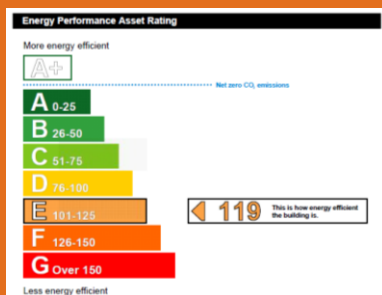 Energy Performance Asset Rating
More energy efficient
A+
Net zero CO₂ emissions
A 0-25
B 26-50
C 51-75
D 76-100
E 101-125
119
This is how energy efficient
the building is.
F 126-150
G Over 150
Less energy efficient